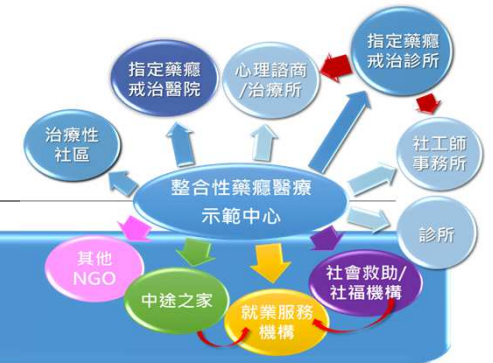 指定藥癮
戒治診所
指定藥癮
戒治醫院
心理諮商
/治療所
治療性
社區
社工師
事務所
整合性藥癮醫療
示範中心
診所
其他
NGO
中途之家
就業服務
機構
社會救助/
社福機構